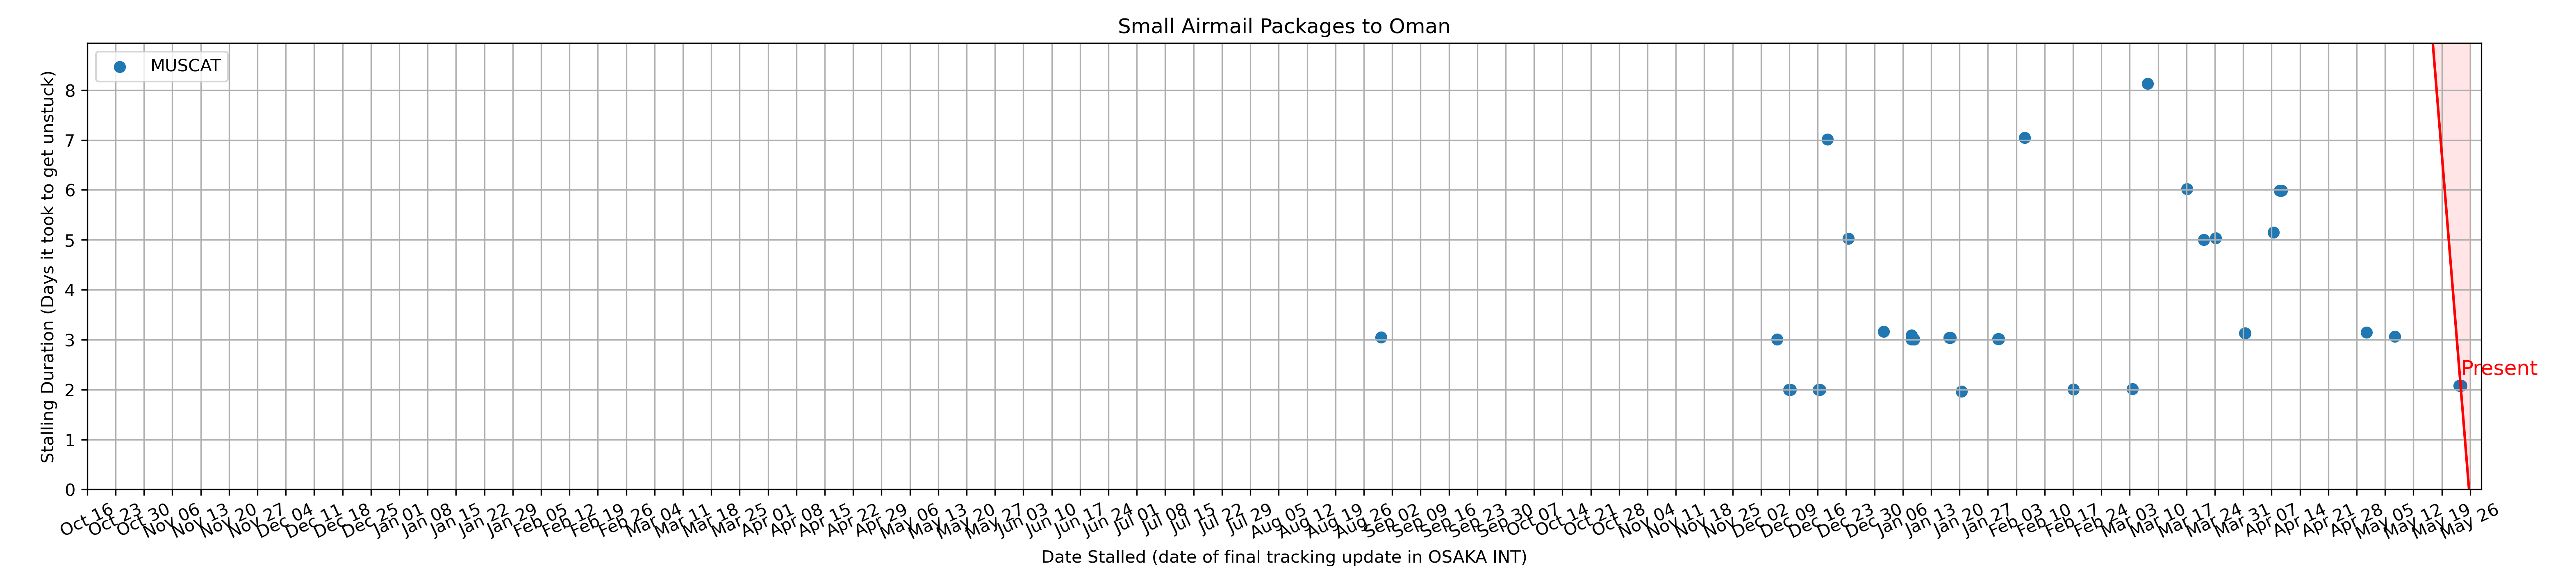 Small Airmail Packages to Oman
MUSCAT
Stalling Duration (Days it took to get unstuck)
8
7
6
5
4
3
2
1
0
Present
Oct 16
Oct 23
Oct 30
Nov 06
Nov 13
Nov 20
Nov 27
Dec 04
Dec 11
Dec 18
Dec 25
Jan 01
Jan 08
Jan 15
Jan 22
Jan 29
Feb 05
Feb 12
Feb 19
Feb 26
Mar 04
Mar 11
Mar 18
Mar 25
Apr 01
Apr 08
Apr 15
Apr 22
Apr 29
May 06
May 13
May 20
May 27
Jun 03
Jun 10
Jun 17
Jun 24
Jul 01
Jul 08
Jul 15
Jul 22
Jul 29
Aug 05
Aug 12
Aug 19
Aug 26
Sep 02
Sep 09
Sep 16
Sep 23
Sep 30
Oct 07
Oct 14
Oct 21
Oct 28
Nov 04
Nov 11
Nov 18
Nov 25
Dec 02
Dec 09
Dec 16
Dec 23
Dec 30
Jan 06
Jan 13
Jan 20
Jan 27
Feb 03
Feb 10
Feb 17
Feb 24
Mar 03
Mar 10
Mar 17
Mar 24
Mar 31
Apr 07
Apr 14
Apr 21
Apr 28
May 05
May 12
May 19
May 26
Date Stalled (date of final tracking update in OSAKA INT)